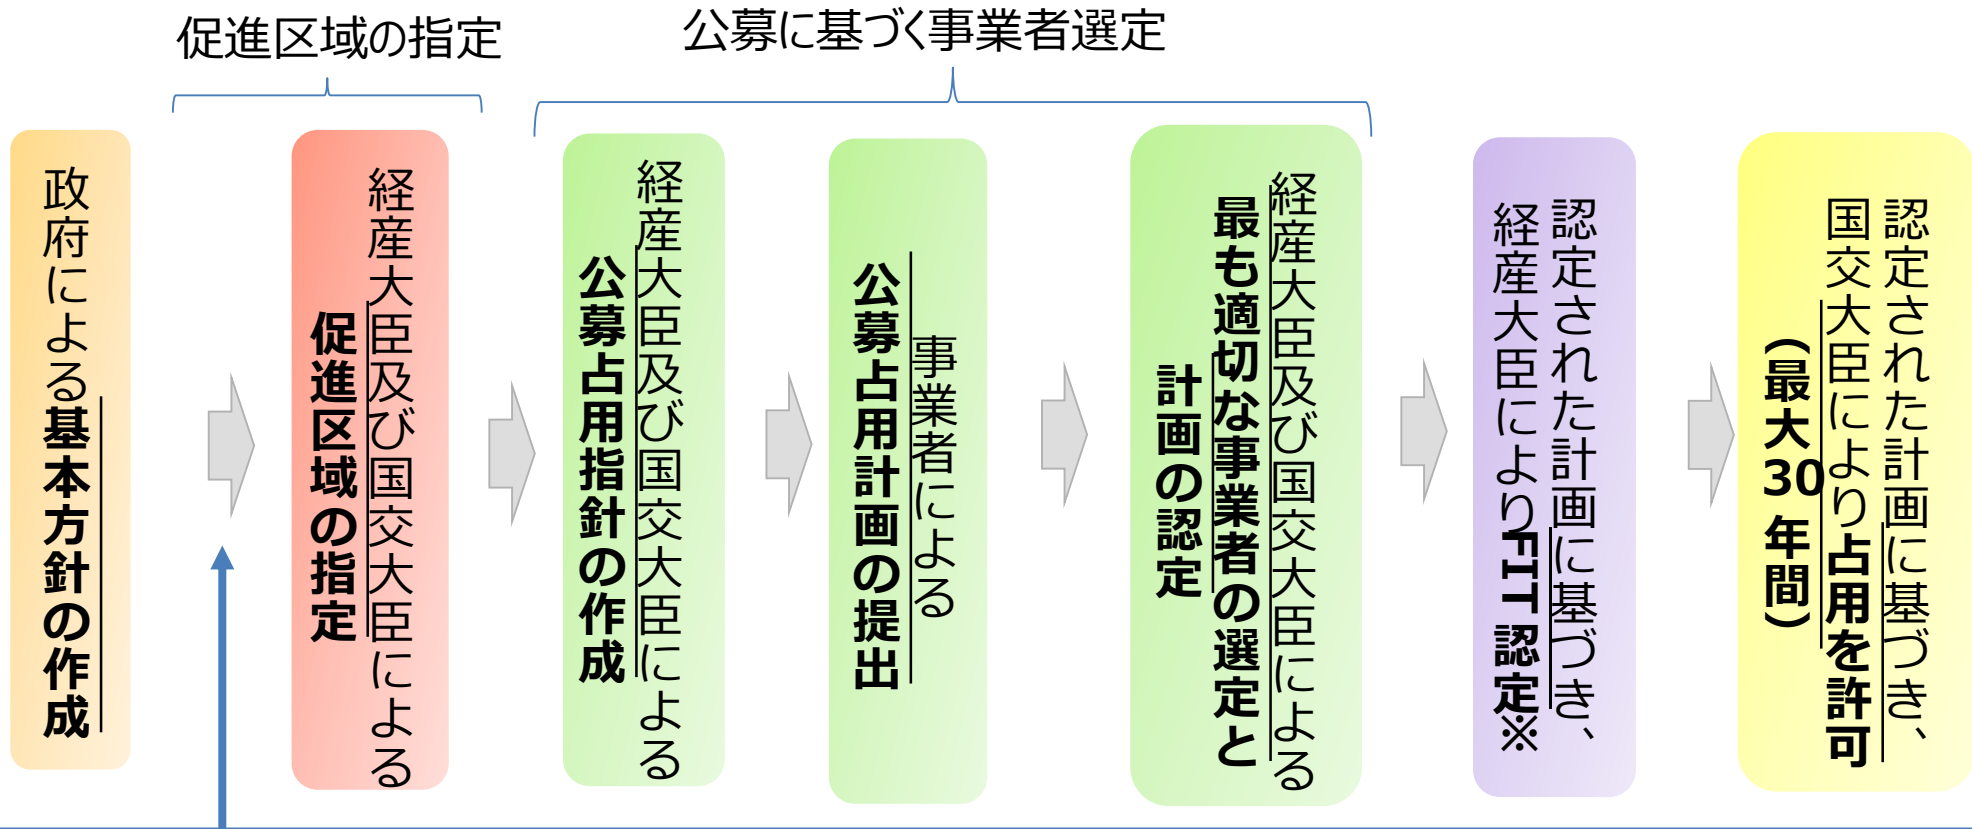 促進区域の指定
公募に基づく事業者選定
政府による基本方針の作成
経産大臣及び国交大臣による
促進区域の指定
経産大臣及び国交大臣による
公募占用指針の作成
事業者による
公募占用計画の提出
経産大臣及び国交大臣による
最も適切な事業者の選定と
計画の認定
認定された計画に基づき、
経産大臣によりFIT認定※
認定された計画に基づき、
国交大臣により占用を許可
(最大30年間)